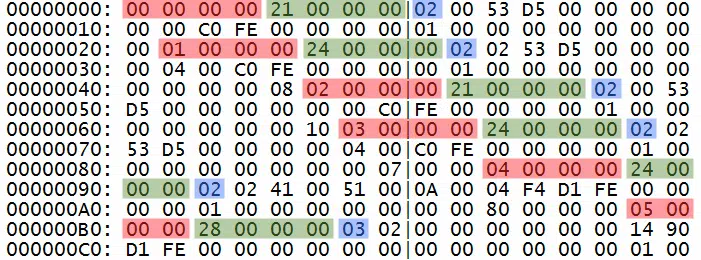 00000000: 00 00 00 00 21 00 00 00|02 00 53 D5 00 00 00 00
00000010: 00 00 C0 FE 00 00 00 00|01 00 00 00 00 00 00 00
00000020: 00 01 00 00 00 24 00 00|00 02 02 53 D5 00 00 00
00000030: 00 04 00 C0 FE 00 00 00|00 01 00 00 00 00 00 00
00000040: 00 00 00 00 08 02 00 00|00 21 00 00 00 02 00 53
00000050: D5 00 00 00 00 00 00 C0|FE 00 00 00 00 01 00 00
00000060: 00 00 00 00 00 10 03 00|00 00 24 00 00 00 02 02
00000070: 53 D5 00 00 00 00 04 00|C0 FE 00 00 00 00 01 00
00000080: 00 00 00 00 00 00 00 07|00 00 04 00 00 00 24 00
00000090: 00 00 02 02 41 00 51 00|0A 00 04 F4 D1 FE 00 00
000000A0: 00 00 01 00 00 00 00 00|00 00 80 00 00 00 05 00
000000B0: 00 00 28 00 00 00 03 02|00 00 00 00 00 00 14 90
000000C0: D1 FE 00 00 00 00 00 00|00 00 00 00 00 00 01 00